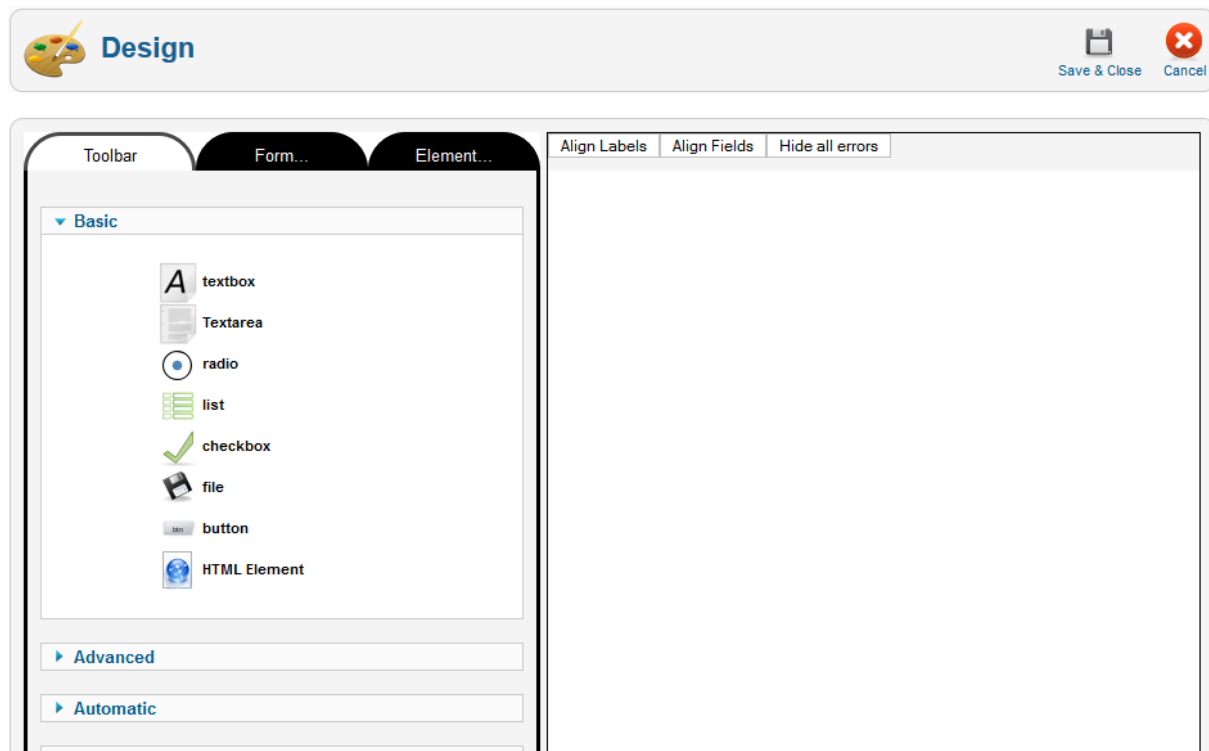 Design
Save & Close
Cancel
Toolbar
Form...
Element...
Align Labels
Align Fields
Hide all errors
Basic
A textbox
Textarea
radio
list
checkbox
file
btn button
HTML Element
Advanced
Automatic